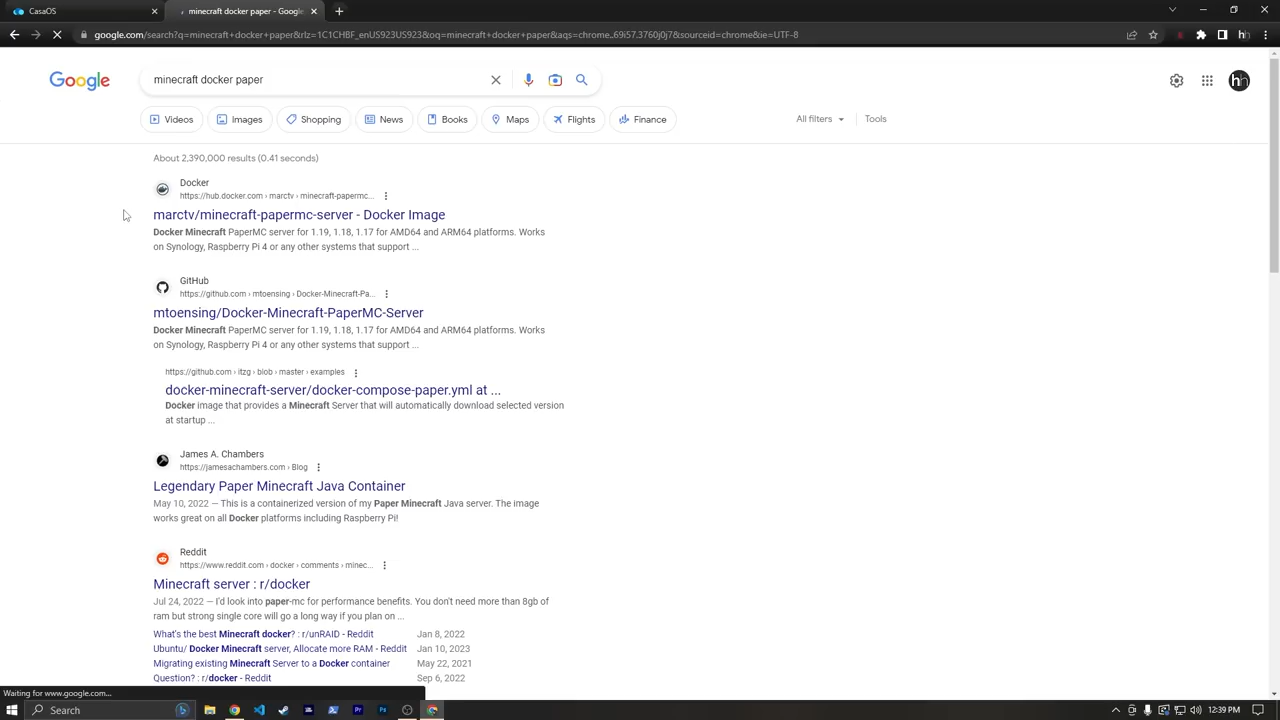 CasaOS
minecraft docker paper - Google
google.com/search?q=minecraft+docker+paper&rlz=1C1CHBF_enUS923US923&oq=minecraft+docker+paper&aqs=chrome..69i57.3760j0j7&sourceid=chrome&ie=UTF-8
Google
minecraft docker paper
Videos
Images
Shopping
News
Books
Maps
Flights
Finance
All filters
Tools
About 2,390,000 results (0.41 seconds)
Docker
https://hub.docker.com › marctv › minecraft-papermc...
marctv/minecraft-papermc-server - Docker Image
Docker Minecraft PaperMC server for 1.19, 1.18, 1.17 for AMD64 and ARM64 platforms. Works
on Synology, Raspberry Pi 4 or any other systems that support ...
GitHub
https://github.com › mtoensing › Docker-Minecraft-Pa...
mtoensing/Docker-Minecraft-PaperMC-Server
Docker Minecraft PaperMC server for 1.19, 1.18, 1.17 for AMD64 and ARM64 platforms. Works
on Synology, Raspberry Pi 4 or any other systems that support ...
https://github.com › itzg › blob › master › examples
docker-minecraft-server/docker-compose-paper.yml at ...
Docker image that provides a Minecraft Server that will automatically download selected version
at startup ...
James A. Chambers
https://jamesachambers.com › Blog
Legendary Paper Minecraft Java Container
May 10, 2022 — This is a containerized version of my Paper Minecraft Java server. The image
works great on all Docker platforms including Raspberry Pi!
Reddit
https://www.reddit.com › docker › comments › minec...
Minecraft server : r/docker
Jul 24, 2022 — I'd look into paper-mc for performance benefits. You don't need more than 8gb of
ram but strong single core will go a long way if you plan on ...
What's the best Minecraft docker? : r/unRAID - Reddit Jan 8, 2022
Ubuntu/ Docker Minecraft server, Allocate more RAM - Reddit Jan 10, 2023
Migrating existing Minecraft Server to a Docker container May 22, 2021
Question? : r/docker - Reddit Sep 6, 2022
Waiting for www.google.com...
Search
12:39 PM